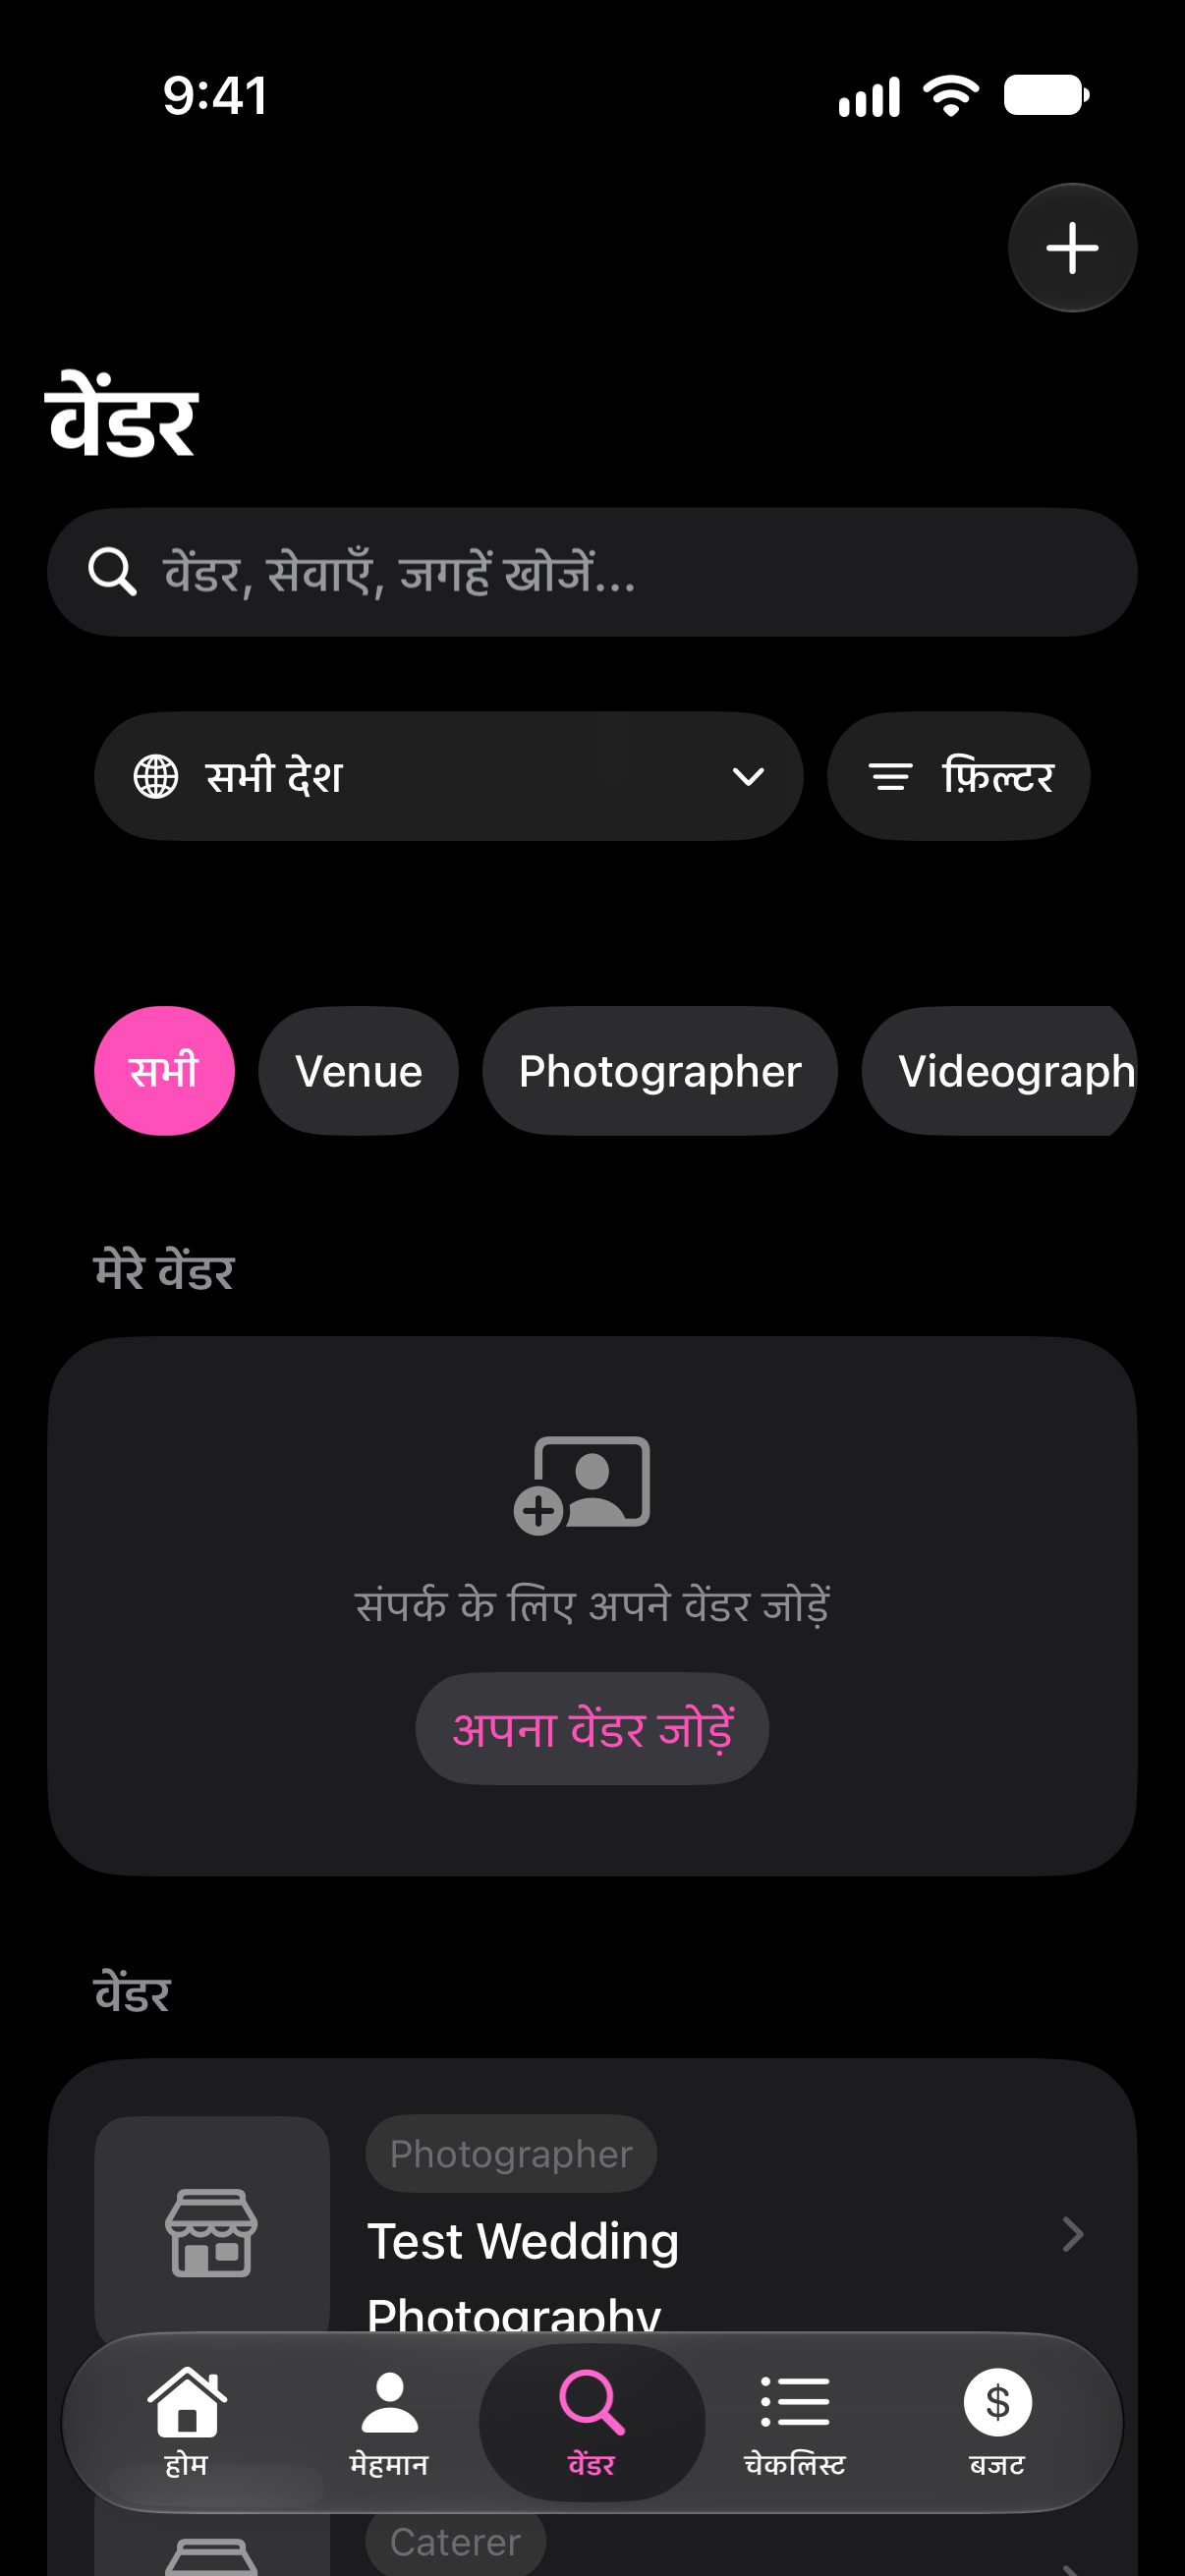 9:41
वेंडर
वेंडर, सेवाएँ, जगहें खोजें...
सभी देश
फ़िल्टर
सभी
Venue
Photographer
Videograph
मेरे वेंडर
संपर्क के लिए अपने वेंडर जोड़ें
अपना वेंडर जोड़ें
वेंडर
Photographer
Test Wedding
Photography
होम
मेहमान
वेंडर
चेकलिस्ट
$
बजट
Caterer